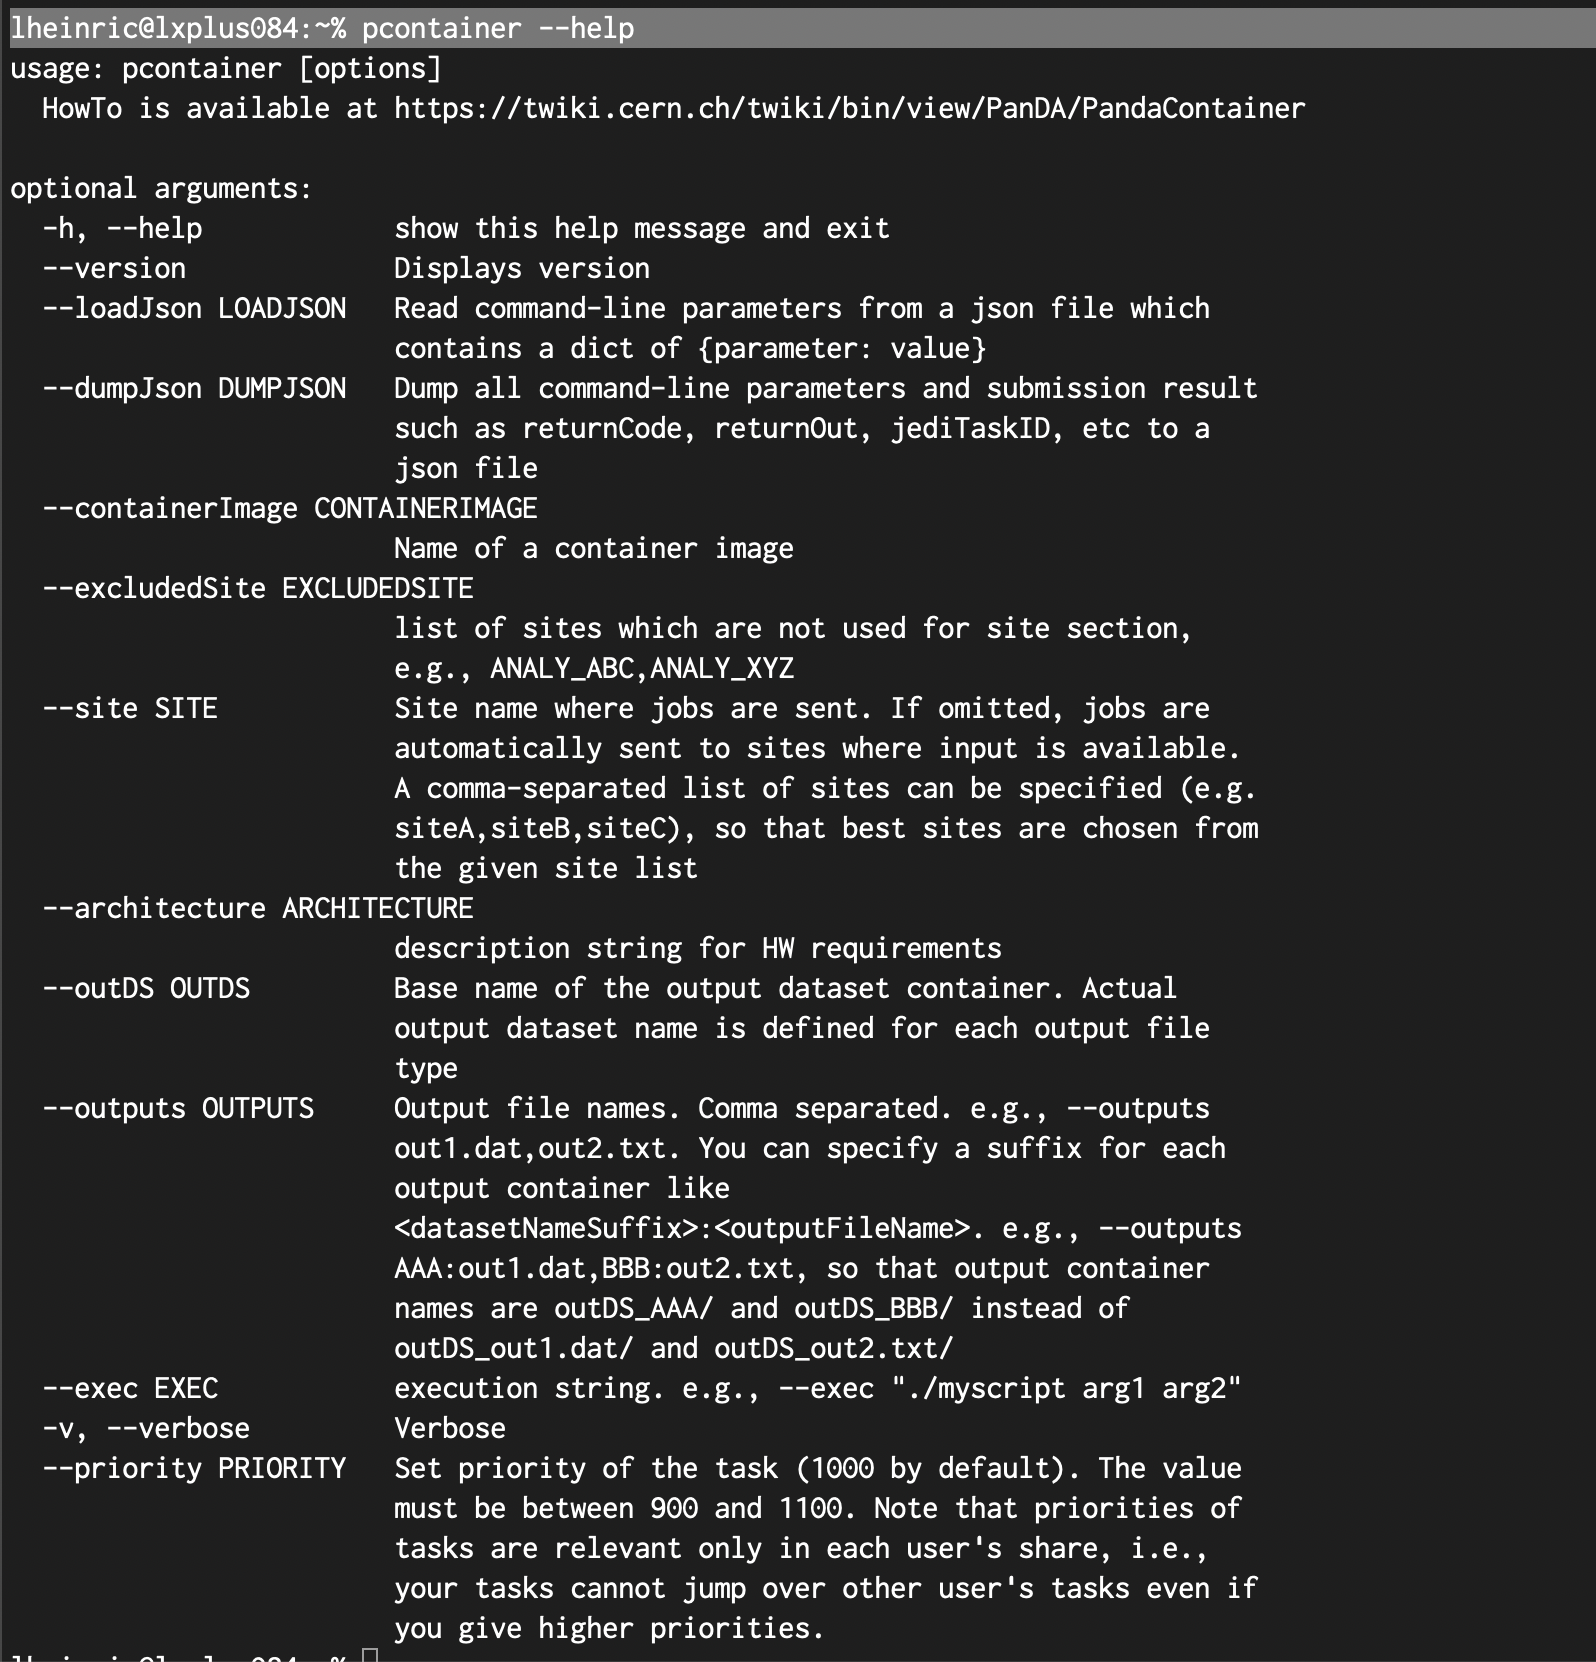 lheinric@lxplus084:~% pcontainer --help
usage: pcontainer [options]
  HowTo is available at https://twiki.cern.ch/twiki/bin/view/PanDA/PandaContainer

optional arguments:
  -h, --help            show this help message and exit
  --version             Displays version
  --loadJson LOADJSON   Read command-line parameters from a json file which
                        contains a dict of {parameter: value}
  --dumpJson DUMPJSON   Dump all command-line parameters and submission result
                        such as returnCode, returnOut, jediTaskID, etc to a
                        json file
  --containerImage CONTAINERIMAGE
                        Name of a container image
  --excludedSite EXCLUDEDSITE
                        list of sites which are not used for site section,
                        e.g., ANALY_ABC,ANALY_XYZ
  --site SITE           Site name where jobs are sent. If omitted, jobs are
                        automatically sent to sites where input is available.
                        A comma-separated list of sites can be specified (e.g.
                        siteA,siteB,siteC), so that best sites are chosen from
                        the given site list
  --architecture ARCHITECTURE
                        description string for HW requirements
  --outDS OUTDS         Base name of the output dataset container. Actual
                        output dataset name is defined for each output file
                        type
  --outputs OUTPUTS     Output file names. Comma separated. e.g., --outputs
                        out1.dat,out2.txt. You can specify a suffix for each
                        output container like
                        <datasetNameSuffix>:<outputFileName>. e.g., --outputs
                        AAA:out1.dat,BBB:out2.txt, so that output container
                        names are outDS_AAA/ and outDS_BBB/ instead of
                        outDS_out1.dat/ and outDS_out2.txt/
  --exec EXEC           execution string. e.g., --exec "./myscript arg1 arg2"
  -v, --verbose         Verbose
  --priority PRIORITY   Set priority of the task (1000 by default). The value
                        must be between 900 and 1100. Note that priorities of
                        tasks are relevant only in each user's share, i.e.,
                        your tasks cannot jump over other user's tasks even if
                        you give higher priorities.